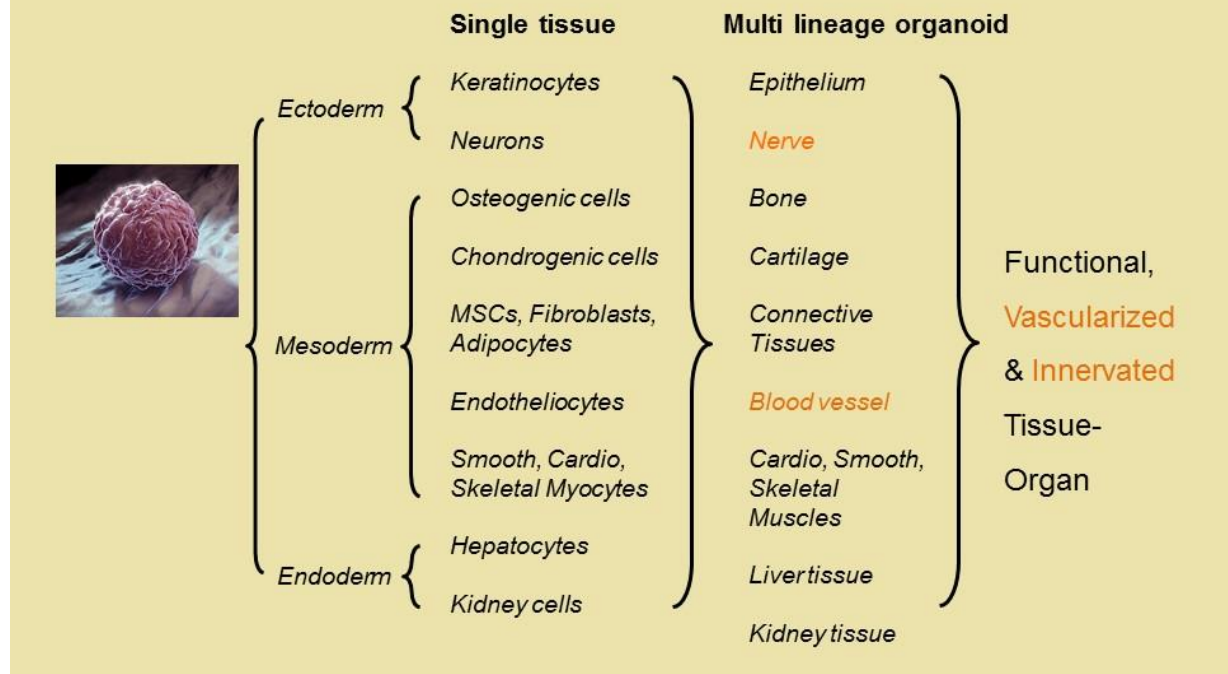 Single tissue
Multi lineage organoid
Ectoderm
Keratinocytes
Neurons
Mesoderm
Osteogenic cells
Chondrogenic cells
MSCs, Fibroblasts,
Adipocytes
Endotheliocytes
Smooth, Cardio,
Skeletal Myocytes
Endoderm
Hepatocytes
Kidney cells
Epithelium
Nerve
Bone
Cartilage
Connective
Tissues
Blood vessel
Cardio, Smooth,
Skeletal
Muscles
Liver tissue
Kidney tissue
Functional,
Vascularized
& Innervated
Tissue-
Organ